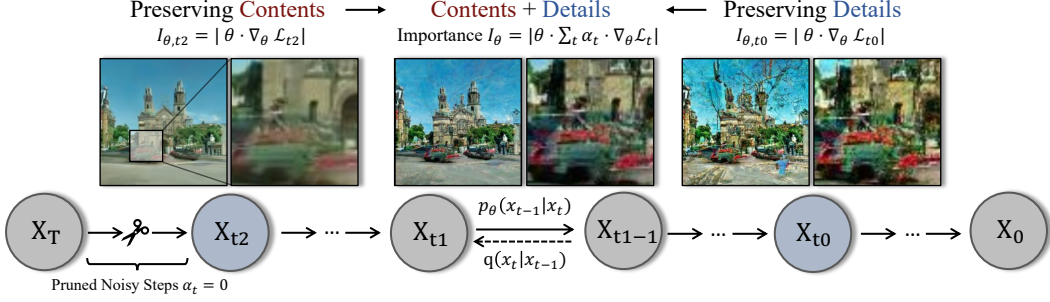 Preserving Contents → Contents + Details ← Preserving Details
I_{θ,t2} = | θ · ∇_θ ℒ_{t2}|
Importance I_θ = |θ · ∑_t α_t · ∇_θ ℒ_t|
I_{θ,t0} = | θ · ∇_θ ℒ_{t0}|
X_T
X_{t2}
...
X_{t1}
p_θ(x_{t−1}|x_t)
q(x_t|x_{t−1})
X_{t1−1}
...
X_{t0}
...
X_0
Pruned Noisy Steps α_t = 0